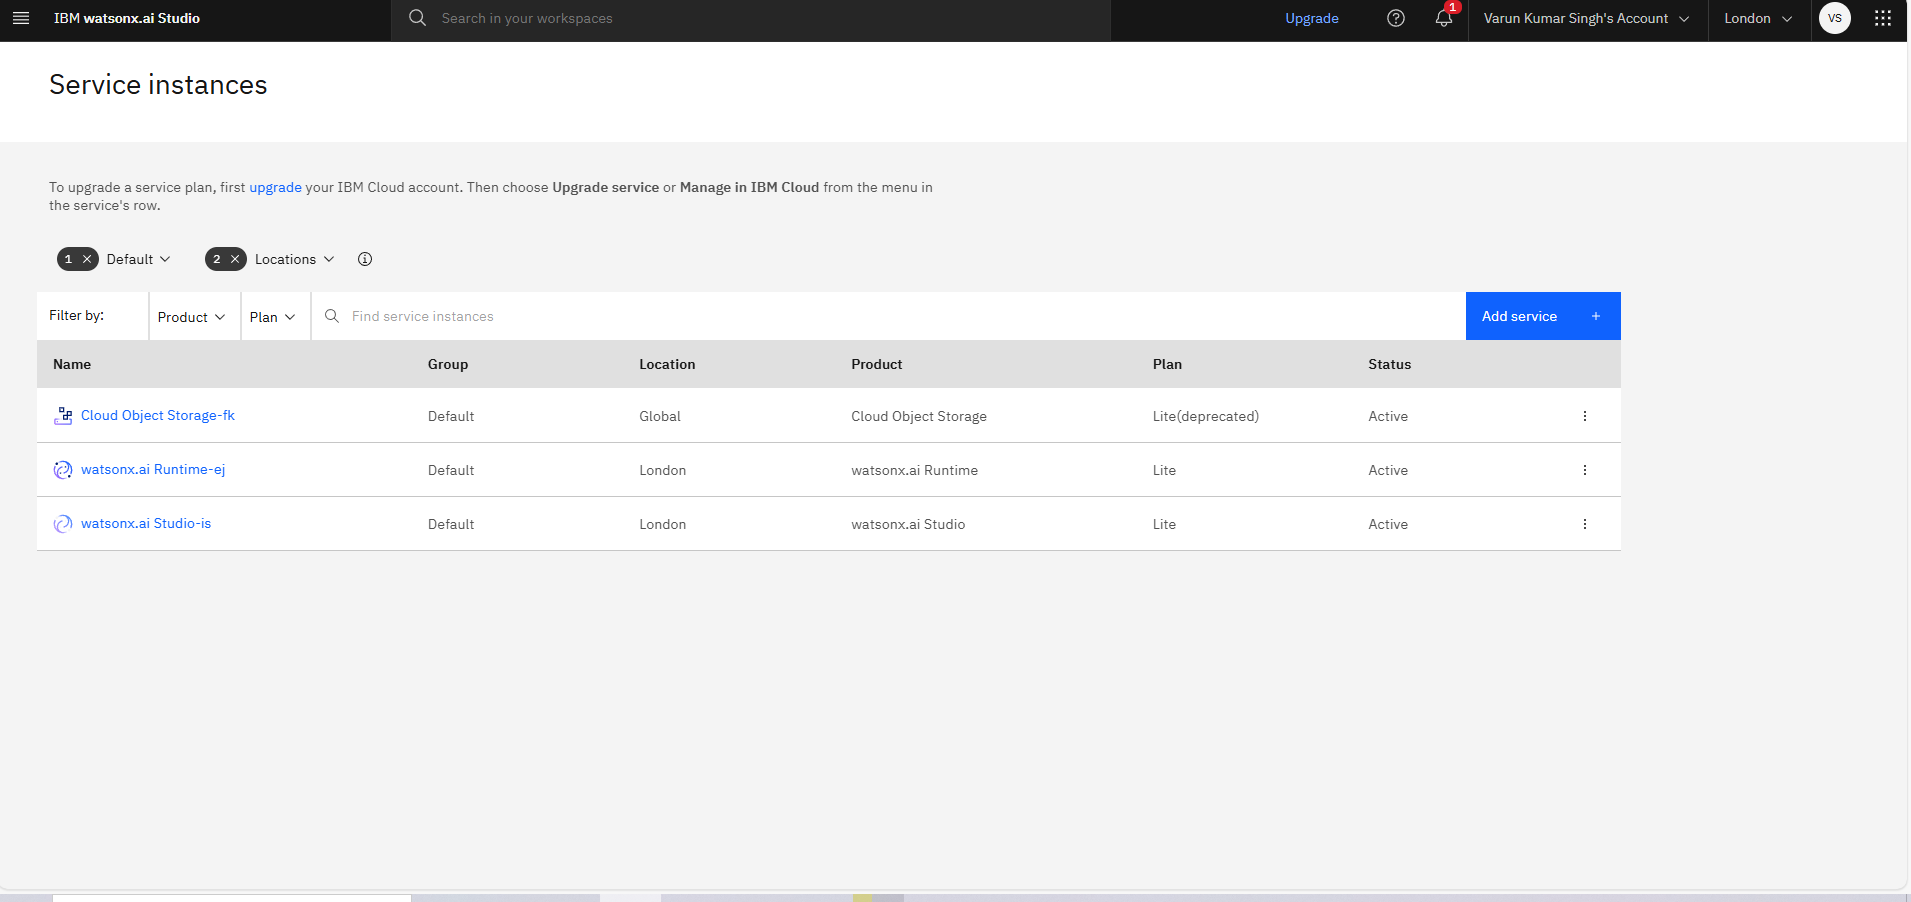 IBM watsonx.ai Studio
Search in your workspaces
Upgrade
1
Varun Kumar Singh's Account
London
VS
Service instances
To upgrade a service plan, first upgrade your IBM Cloud account. Then choose Upgrade service or Manage in IBM Cloud from the menu in
the service's row.
1 Default 2 Locations
Filter by: Product Plan Find service instances Add service +
Name Group Location Product Plan Status
Cloud Object Storage-fk Default Global Cloud Object Storage Lite(deprecated) Active
watsonx.ai Runtime-ej Default London watsonx.ai Runtime Lite Active
watsonx.ai Studio-is Default London watsonx.ai Studio Lite Active